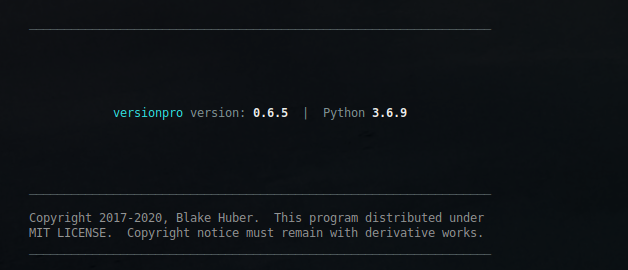 versionpro version: 0.6.5 | Python 3.6.9
Copyright 2017-2020, Blake Huber.  This program distributed under
MIT LICENSE.  Copyright notice must remain with derivative works.